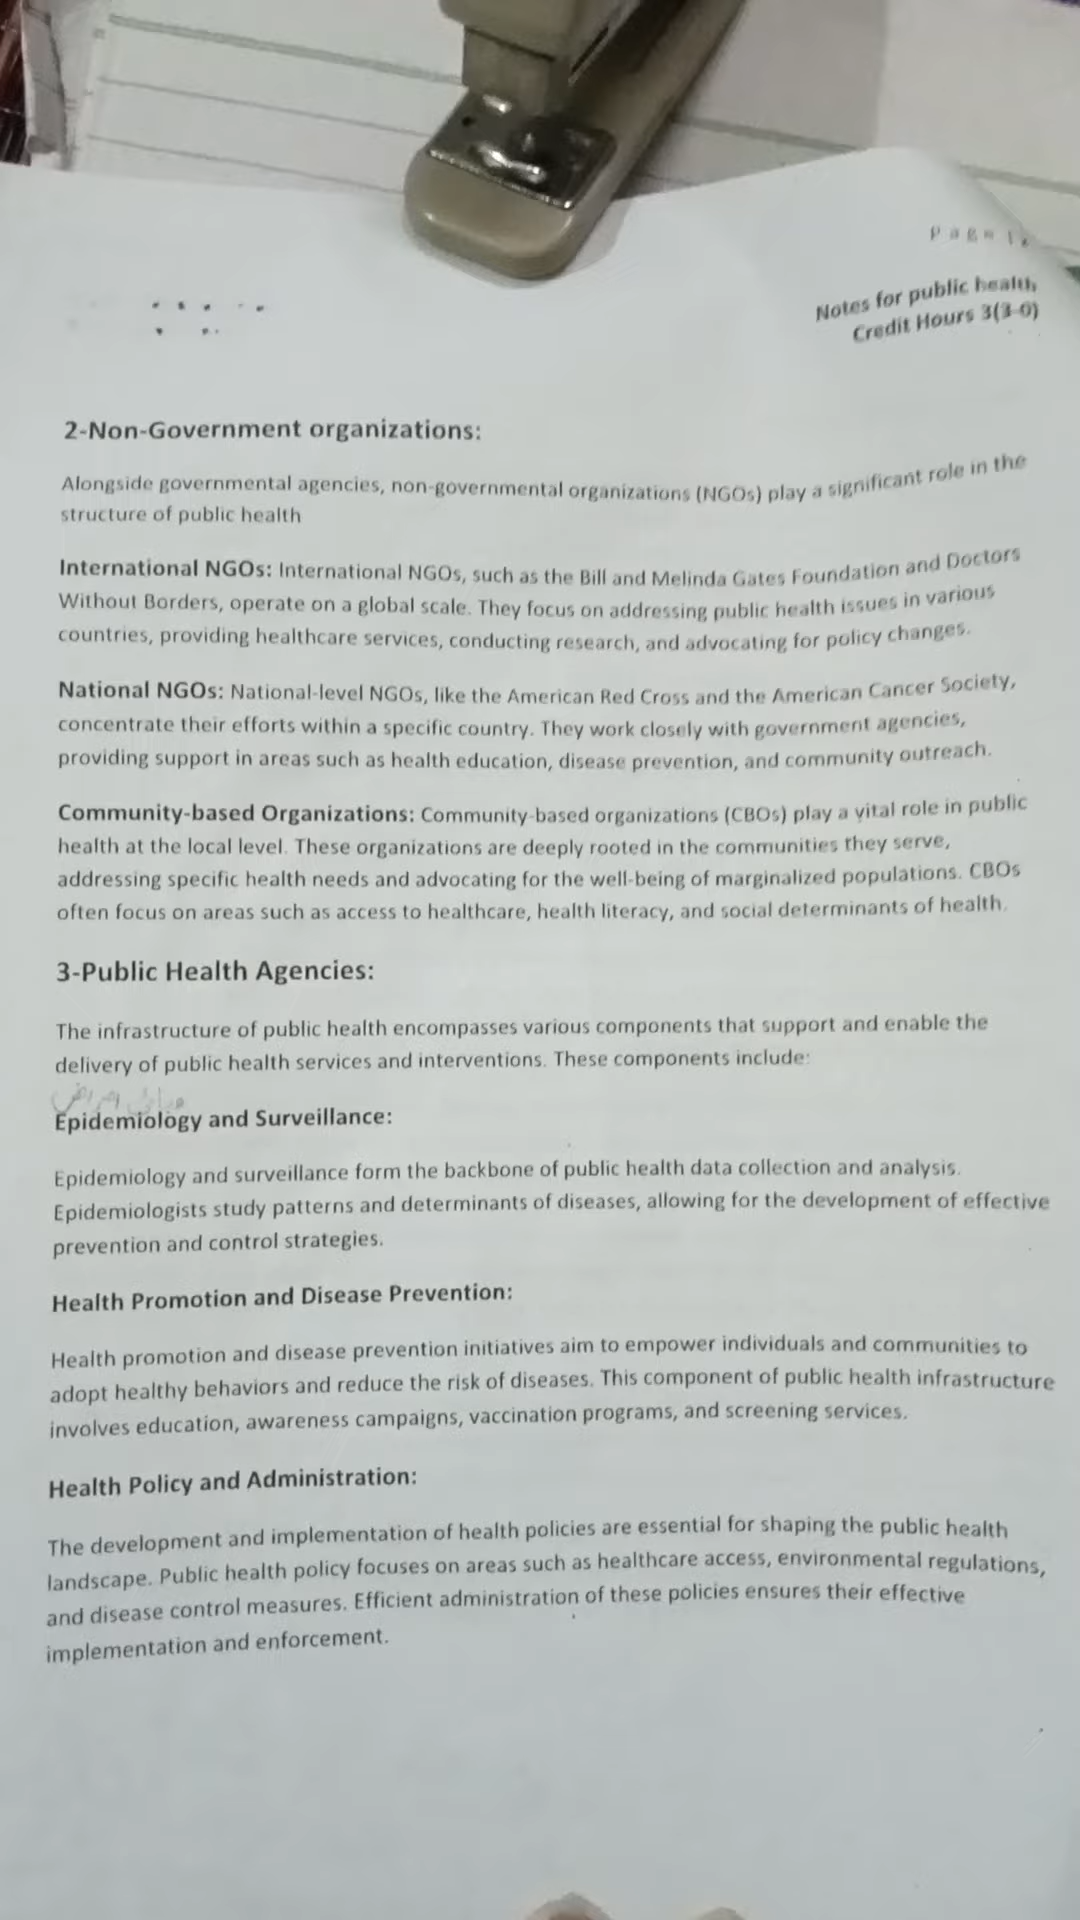 Page 1
Notes for public health
Credit Hours 3(3-0)
2-Non-Government organizations:
Alongside governmental agencies, non-governmental organizations (NGOs) play a significant role in the
structure of public health
International NGOs: International NGOs, such as the Bill and Melinda Gates Foundation and Doctors
Without Borders, operate on a global scale. They focus on addressing public health issues in various
countries, providing healthcare services, conducting research, and advocating for policy changes.
National NGOs: National-level NGOs, like the American Red Cross and the American Cancer Society,
concentrate their efforts within a specific country. They work closely with government agencies,
providing support in areas such as health education, disease prevention, and community outreach.
Community-based Organizations: Community-based organizations (CBOs) play a vital role in public
health at the local level. These organizations are deeply rooted in the communities they serve,
addressing specific health needs and advocating for the well-being of marginalized populations. CBOs
often focus on areas such as access to healthcare, health literacy, and social determinants of health.
3-Public Health Agencies:
The infrastructure of public health encompasses various components that support and enable the
delivery of public health services and interventions. These components include:
Epidemiology and Surveillance:
Epidemiology and surveillance form the backbone of public health data collection and analysis.
Epidemiologists study patterns and determinants of diseases, allowing for the development of effective
prevention and control strategies.
Health Promotion and Disease Prevention:
Health promotion and disease prevention initiatives aim to empower individuals and communities to
adopt healthy behaviors and reduce the risk of diseases. This component of public health infrastructure
involves education, awareness campaigns, vaccination programs, and screening services.
Health Policy and Administration:
The development and implementation of health policies are essential for shaping the public health
landscape. Public health policy focuses on areas such as healthcare access, environmental regulations,
and disease control measures. Efficient administration of these policies ensures their effective
implementation and enforcement.